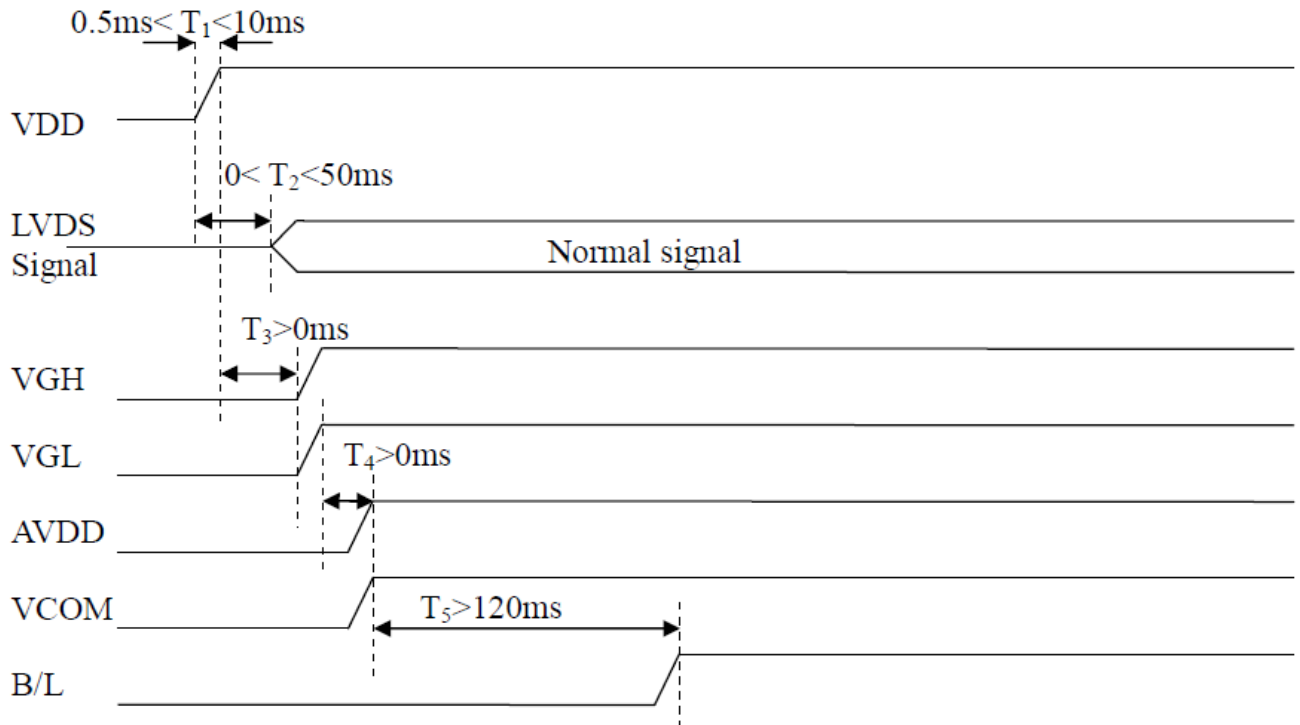 0.5ms< T₁<10ms
VDD
0< T₂<50ms
LVDS
Signal
Normal signal
T₃>0ms
VGH
VGL
T₄>0ms
AVDD
VCOM
T₅>120ms
B/L